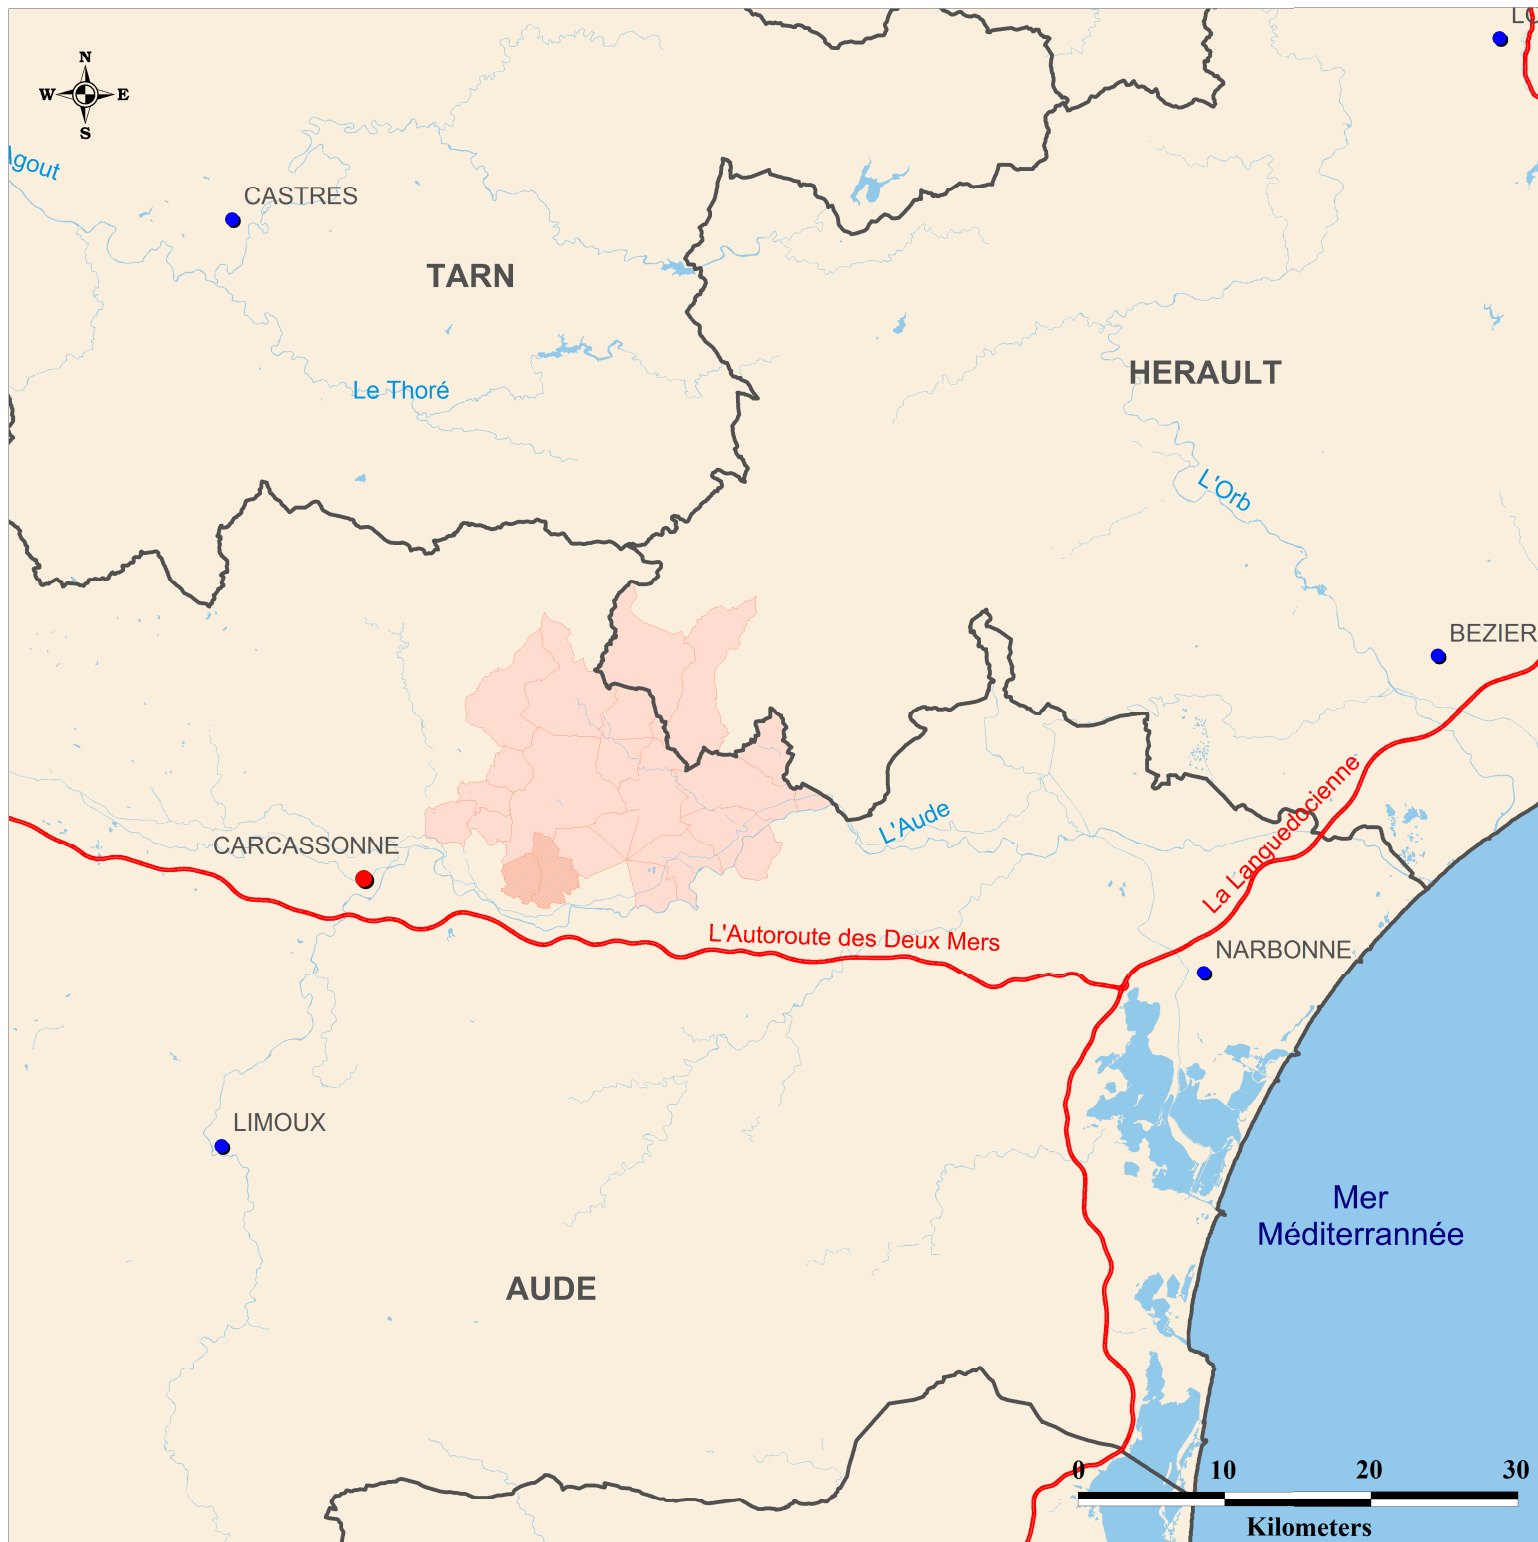 N
W E
S
Agout
CASTRES
TARN
Le Thoré
HERAULT
L'Orb
BEZIER
CARCASSONNE
L'Aude
La Languedocienne
L'Autoroute des Deux Mers
NARBONNE
LIMOUX
Mer
Méditerrannée
AUDE
0 10 20 30
Kilometers